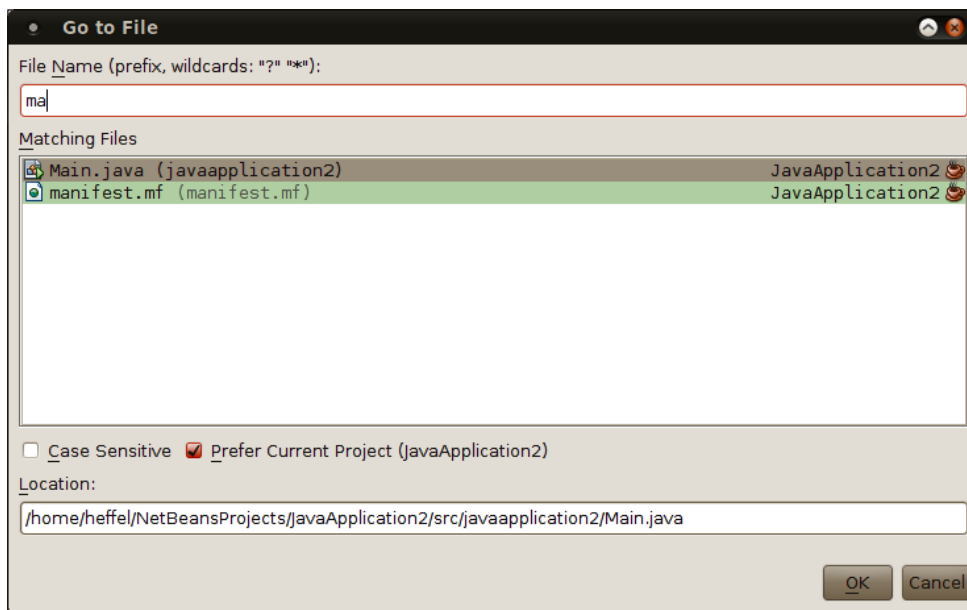 Go to File
File Name (prefix, wildcards: "?" "*"):
ma
Matching Files
Main.java (javaapplication2) JavaApplication2
manifest.mf (manifest.mf) JavaApplication2
Case Sensitive Prefer Current Project (JavaApplication2)
Location:
/home/heffel/NetBeansProjects/JavaApplication2/src/javaapplication2/Main.java
OK Cancel